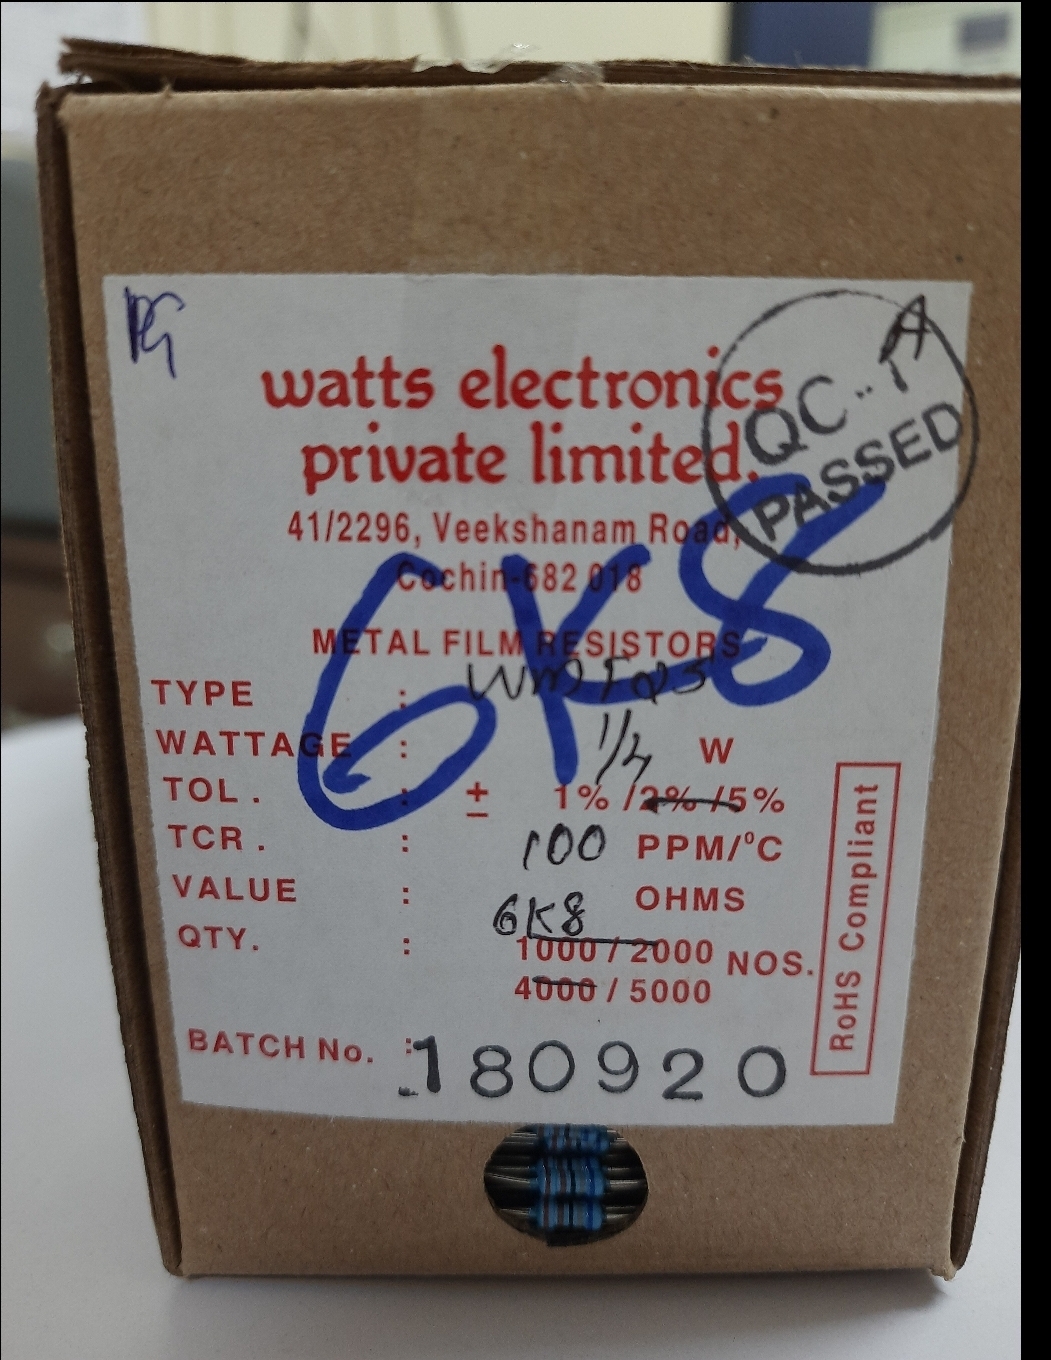 PG
watts electronics
private limited.
QC..1
PASSED
41/2296, Veekshanam Road,
Cochin-682 018
6K8
METAL FILM RESISTORS
TYPE :
WATTAGE : 1/4 W
TOL. : ± 1% /2% /5%
TCR. : 100 PPM/°C
VALUE : 6K8 OHMS
QTY. : 1000 / 2000 NOS.
4000 / 5000
BATCH No. : 180920
RoHS Compliant